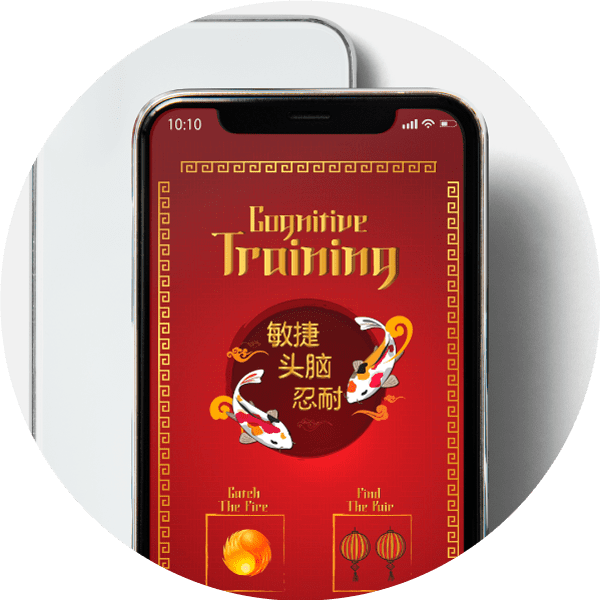 10:10
Cognitive
Training
敏捷
头脑
忍耐
Catch
The Fire
Find
The Pair